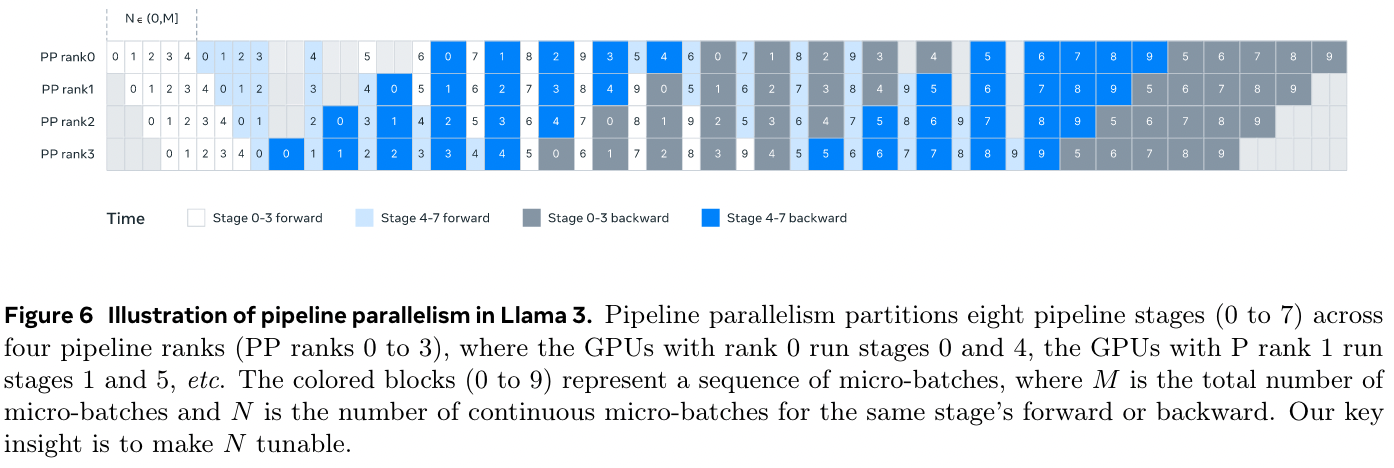 N ∈ (0,M]
PP rank0 0 1 2 3 4 0 1 2 3 4 5 6 0 7 1 8 2 9 3 5 4 6 0 7 1 8 2 9 3 4 5 6 7 8 9 5 6 7 8 9
PP rank1 0 1 2 3 4 0 1 2 3 4 0 5 1 6 2 7 3 8 4 9 0 5 1 6 2 7 3 8 4 9 5 6 7 8 9 5 6 7 8 9
PP rank2 0 1 2 3 4 0 1 2 0 3 1 4 2 5 3 6 4 7 0 8 1 9 2 5 3 6 4 7 5 8 6 9 7 8 9 5 6 7 8 9
PP rank3 0 1 2 3 4 0 0 1 1 2 2 3 3 4 4 5 0 6 1 7 2 8 3 9 4 5 5 6 6 7 7 8 8 9 9 5 6 7 8 9
Time Stage 0-3 forward Stage 4-7 forward Stage 0-3 backward Stage 4-7 backward
Figure 6 Illustration of pipeline parallelism in Llama 3. Pipeline parallelism partitions eight pipeline stages (0 to 7) across
four pipeline ranks (PP ranks 0 to 3), where the GPUs with rank 0 run stages 0 and 4, the GPUs with P rank 1 run
stages 1 and 5, etc. The colored blocks (0 to 9) represent a sequence of micro-batches, where M is the total number of
micro-batches and N is the number of continuous micro-batches for the same stage's forward or backward. Our key
insight is to make N tunable.